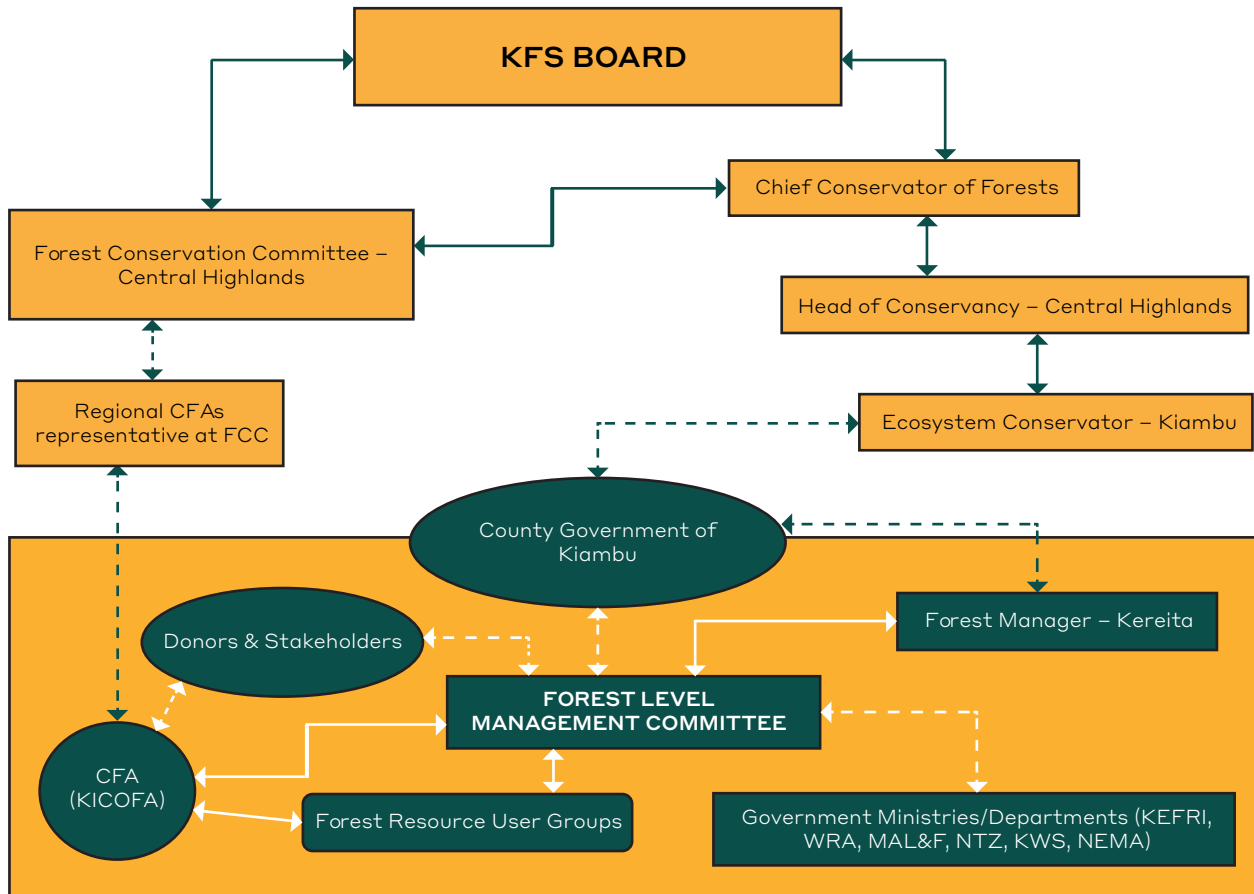 KFS BOARD
Chief Conservator of Forests
Forest Conservation Committee –
Central Highlands
Head of Conservancy – Central Highlands
Regional CFAs
representative at FCC
Ecosystem Conservator – Kiambu
County Government of
Kiambu
Donors & Stakeholders
Forest Manager – Kereita
FOREST LEVEL
MANAGEMENT COMMITTEE
CFA
(KICOFA)
Forest Resource User Groups
Government Ministries/Departments (KEFRI,
WRA, MAL&F, NTZ, KWS, NEMA)